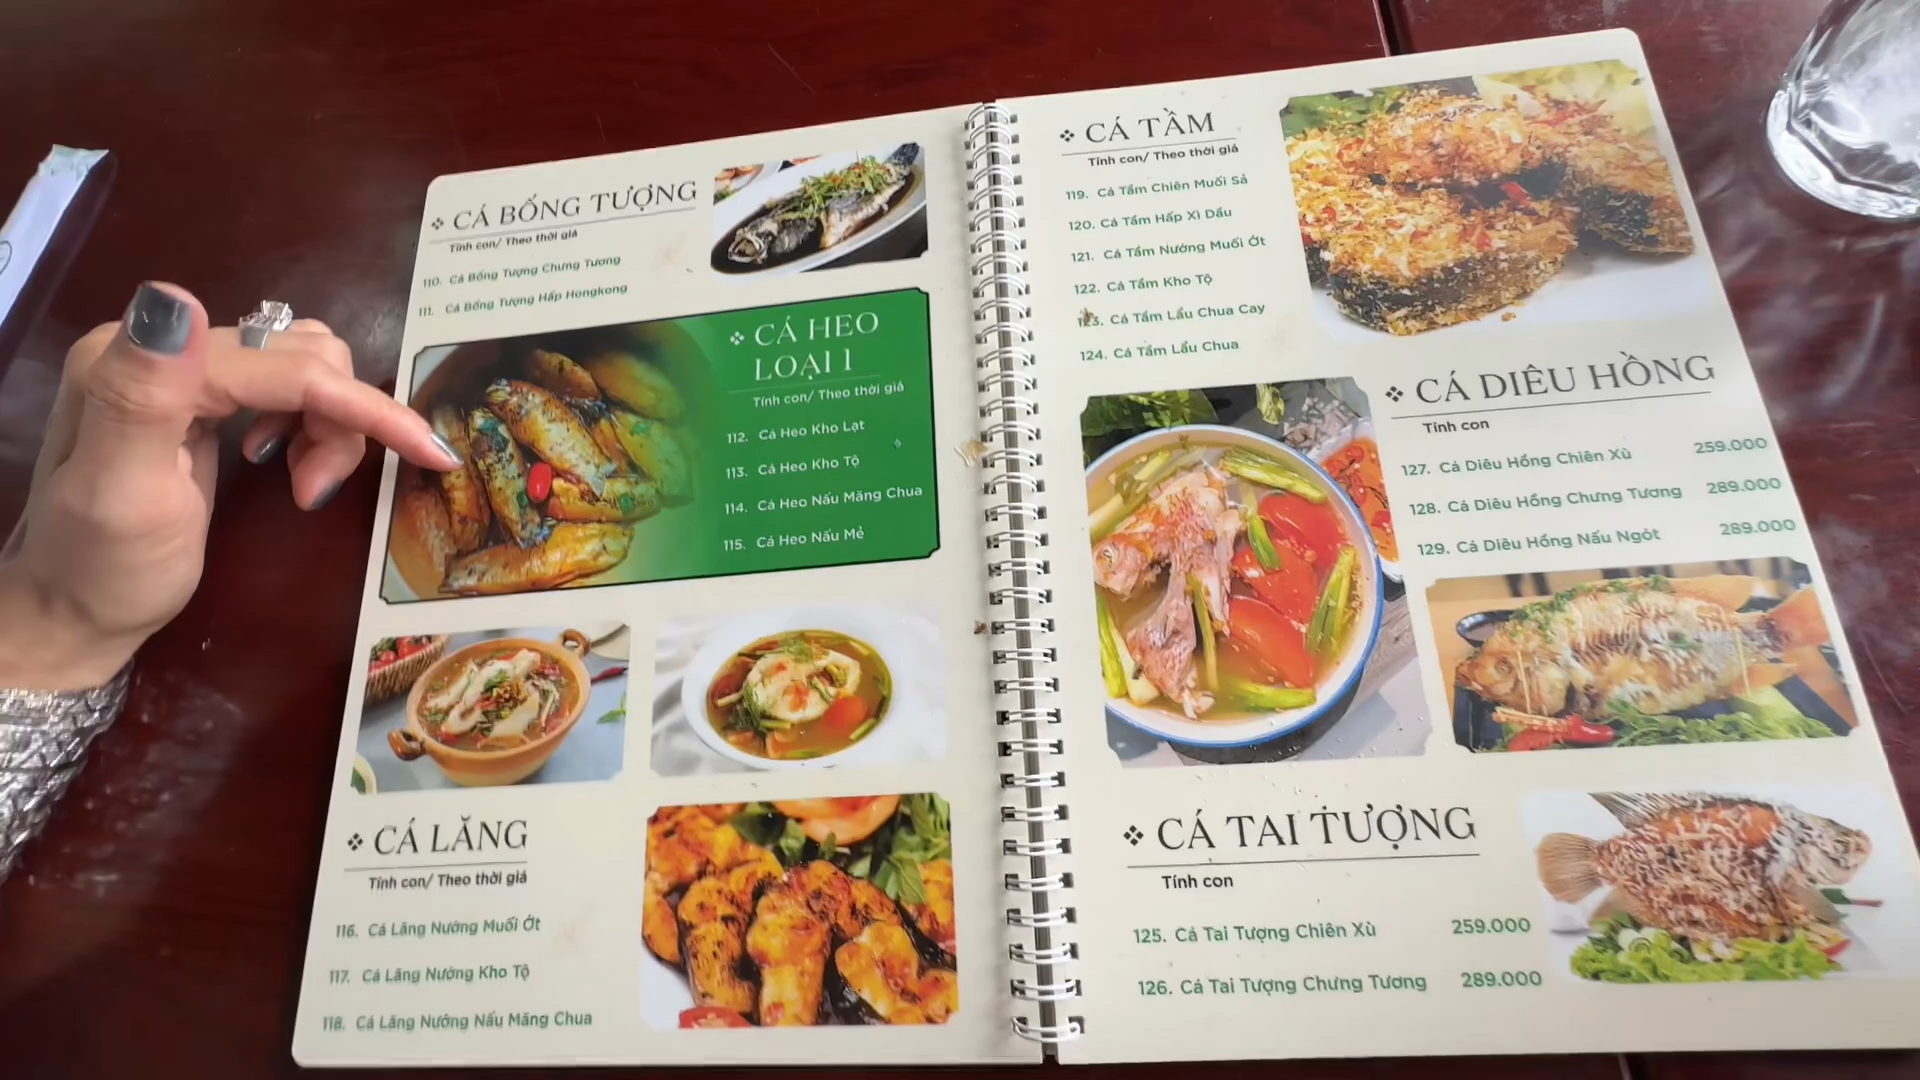 CÁ BỐNG TƯỢNG
Tính con/ Theo thời giá
110. Cá Bống Tượng Chưng Tương
111. Cá Bống Tượng Hấp Hongkong
CÁ HEO
LOẠI 1
Tính con/ Theo thời giá
112. Cá Heo Kho Lạt
113. Cá Heo Kho Tộ
114. Cá Heo Nấu Măng Chua
115. Cá Heo Nấu Mẻ
CÁ LĂNG
Tính con/ Theo thời giá
116. Cá Lăng Nướng Muối Ớt
117. Cá Lăng Nướng Kho Tộ
118. Cá Lăng Nướng Nấu Măng Chua
CÁ TẦM
Tính con/ Theo thời giá
119. Cá Tầm Chiên Muối Sả
120. Cá Tầm Hấp Xì Dầu
121. Cá Tầm Nướng Muối Ớt
122. Cá Tầm Kho Tộ
123. Cá Tầm Lẩu Chua Cay
124. Cá Tầm Lẩu Chua
CÁ DIÊU HỒNG
Tính con
127. Cá Diêu Hồng Chiên Xù 259.000
128. Cá Diêu Hồng Chưng Tương 289.000
129. Cá Diêu Hồng Nấu Ngót 289.000
CÁ TAI TƯỢNG
Tính con
125. Cá Tai Tượng Chiên Xù 259.000
126. Cá Tai Tượng Chưng Tương 289.000